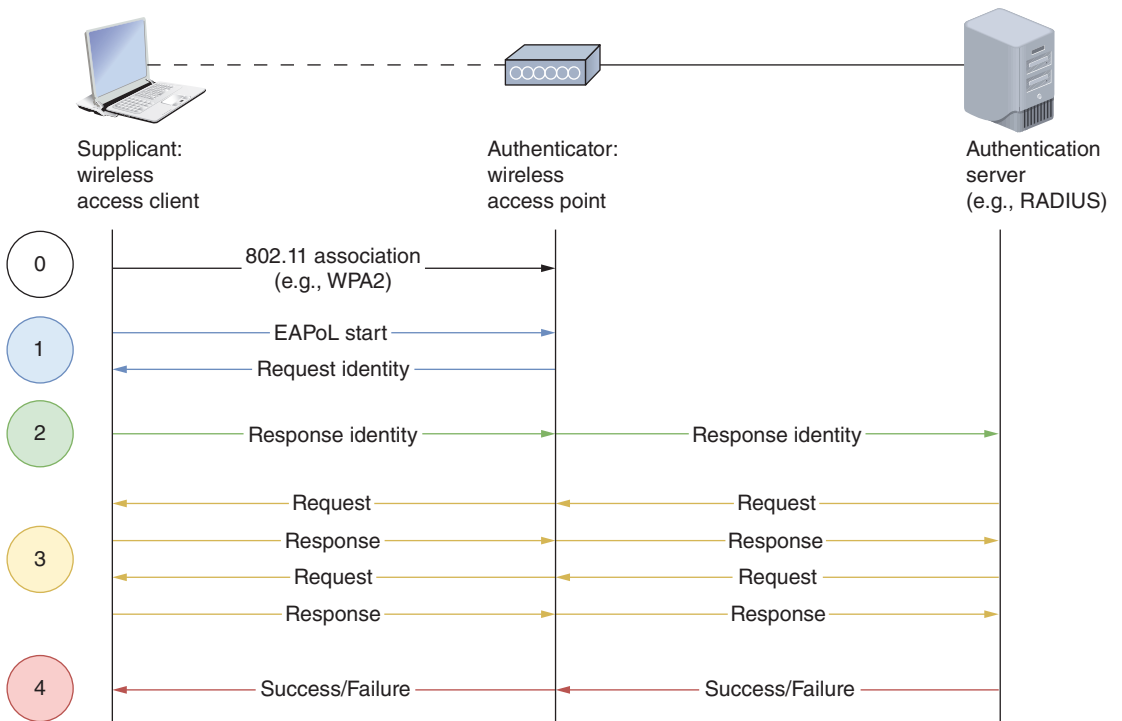 Supplicant:
wireless
access client
Authenticator:
wireless
access point
Authentication
server
(e.g., RADIUS)
0
802.11 association
(e.g., WPA2)
1
EAPoL start
Request identity
2
Response identity
Response identity
3
Request
Request
Response
Response
Request
Request
Response
Response
4
Success/Failure
Success/Failure